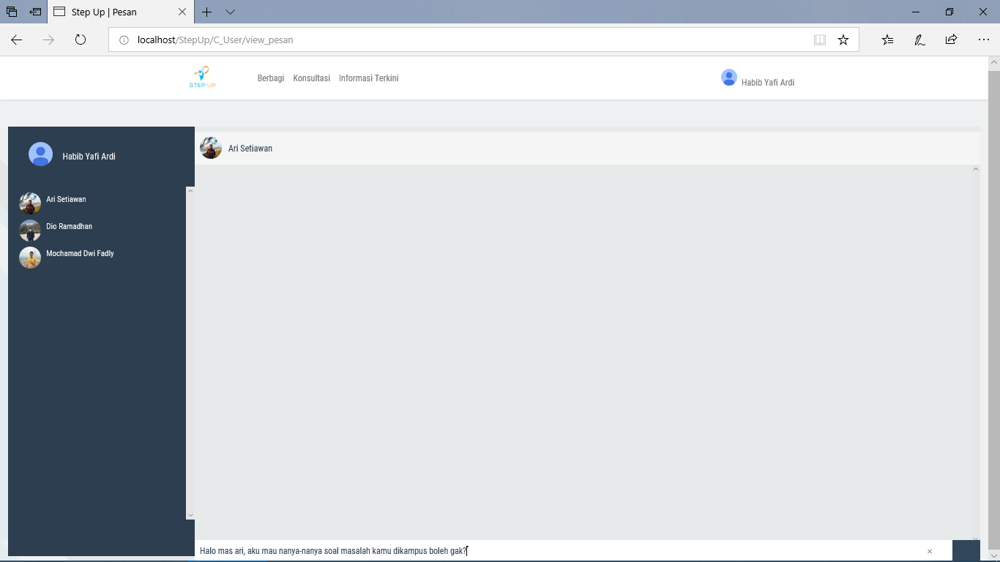 Step Up | Pesan
localhost/StepUp/C_User/view_pesan
STEP UP
Berbagi Konsultasi Informasi Terkini
Habib Yafi Ardi
Habib Yafi Ardi
Ari Setiawan
Dio Ramadhan
Mochamad Dwi Fadly
Ari Setiawan
Halo mas ari, aku mau nanya-nanya soal masalah kamu dikampus boleh gak?